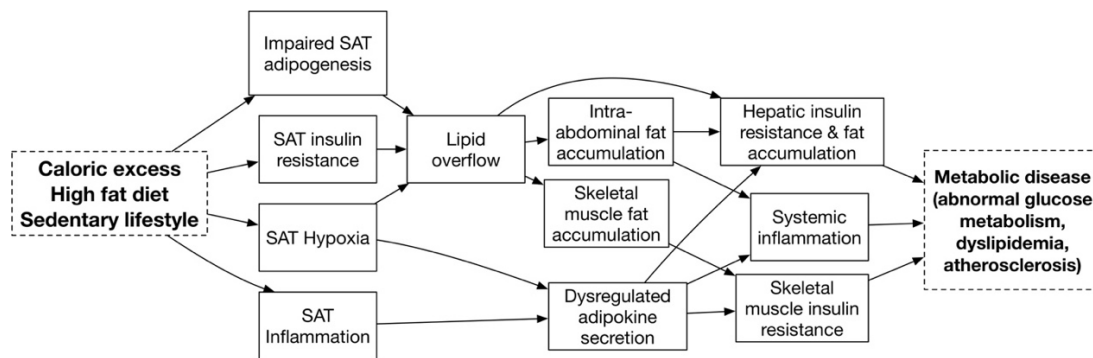 Caloric excess
High fat diet
Sedentary lifestyle
Impaired SAT
adipogenesis
SAT insulin
resistance
SAT Hypoxia
SAT
Inflammation
Lipid
overflow
Intra-
abdominal fat
accumulation
Skeletal
muscle fat
accumulation
Dysregulated
adipokine
secretion
Hepatic insulin
resistance & fat
accumulation
Systemic
inflammation
Skeletal
muscle insulin
resistance
Metabolic disease
(abnormal glucose
metabolism,
dyslipidemia,
atherosclerosis)